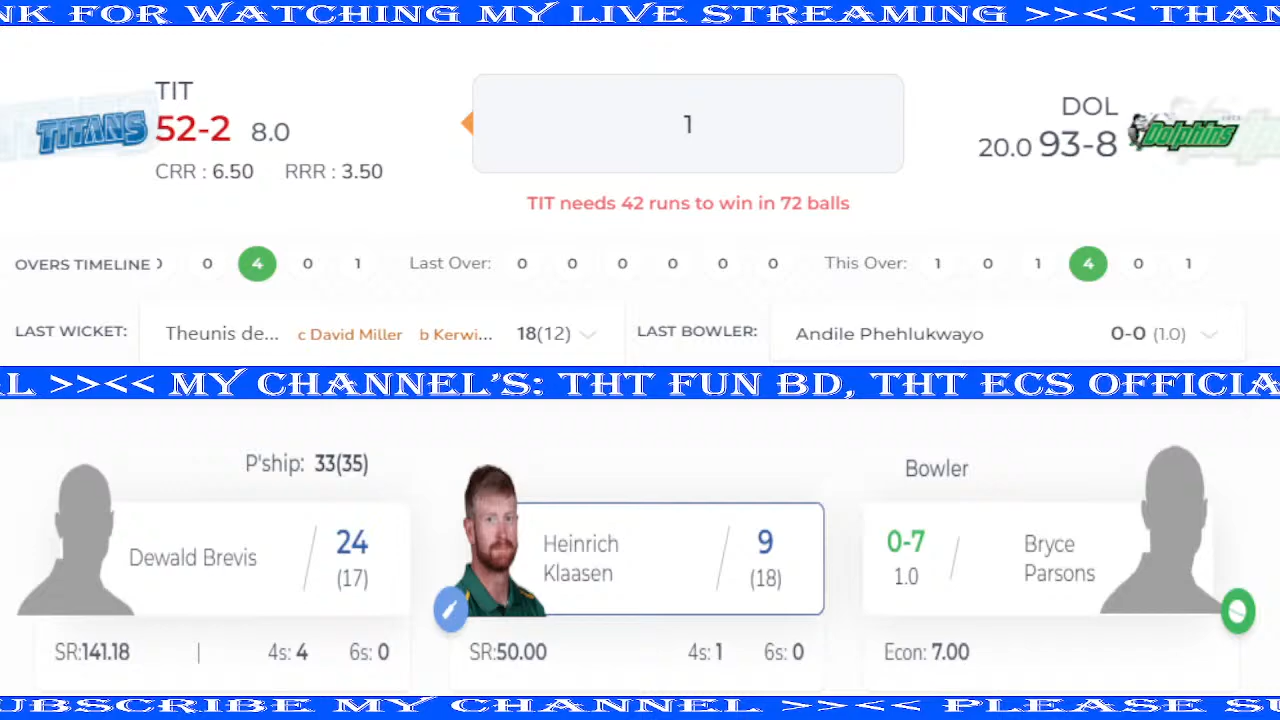 NK FOR WATCHING MY LIVE STREAMING >><< THAN
TIT
52-2 8.0
CRR : 6.50 RRR : 3.50
TITANS
1
TIT needs 42 runs to win in 72 balls
DOL
20.0 93-8
Dolphins
OVERS TIMELINE 0 4 0 1 Last Over: 0 0 0 0 0 0 This Over: 1 0 1 4 0 1
LAST WICKET: Theunis de... c David Miller b Kerwi... 18(12) LAST BOWLER: Andile Phehlukwayo 0-0 (1.0)
L >><< MY CHANNEL'S: THT FUN BD, THT ECS OFFICIA
P'ship: 33(35)
Dewald Brevis 24
(17)
SR:141.18 | 4s: 4 6s: 0
Heinrich
Klaasen
9
(18)
SR:50.00 4s: 1 6s: 0
Bowler
0-7
1.0
Bryce
Parsons
Econ: 7.00
UBSCRIBE MY CHANNEL >><< PLEASE SU